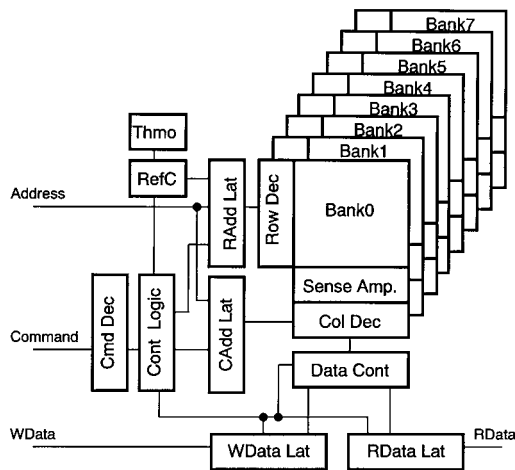 Bank7
Bank6
Bank5
Bank4
Bank3
Bank2
Bank1
Thmo
RefC
Address
RAdd Lat
Row Dec
Bank0
Sense Amp.
Col Dec
Command
Cmd Dec
Cont Logic
CAdd Lat
Data Cont
WData
WData Lat
RData Lat
RData